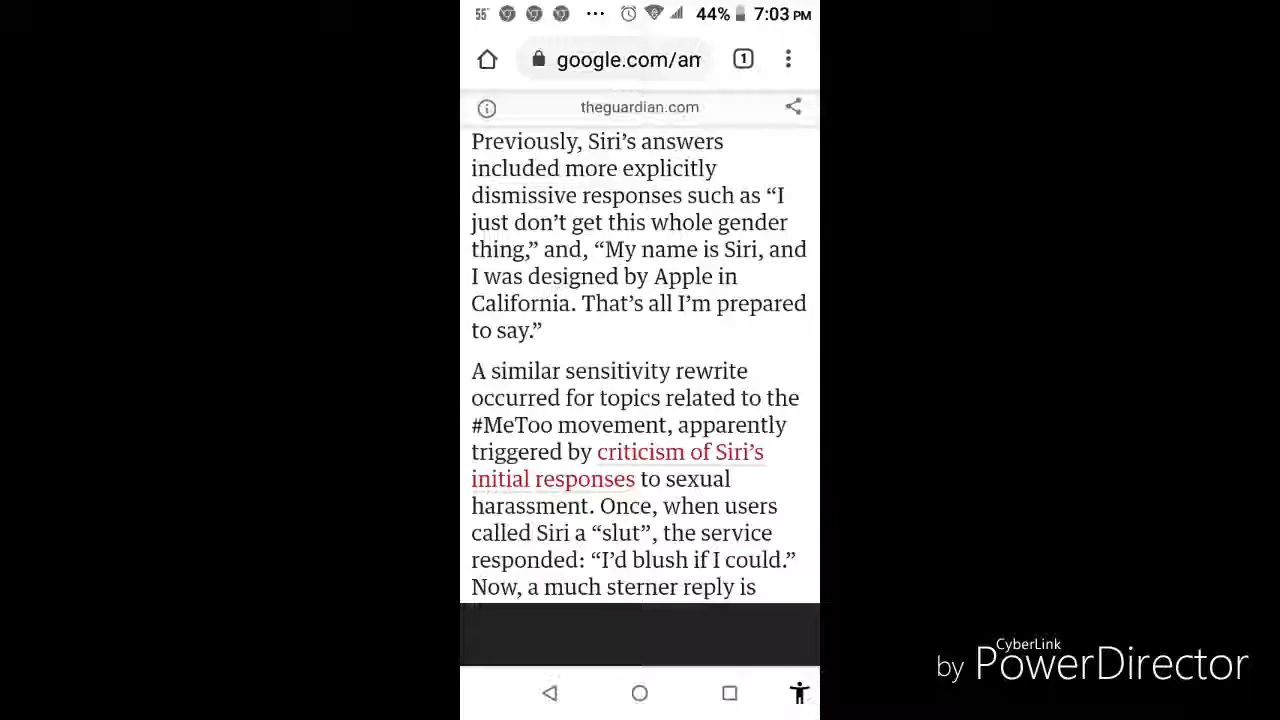 55° 44% 7:03 PM
google.com/am
1
theguardian.com
Previously, Siri’s answers
included more explicitly
dismissive responses such as “I
just don’t get this whole gender
thing,” and, “My name is Siri, and
I was designed by Apple in
California. That’s all I’m prepared
to say.”
A similar sensitivity rewrite
occurred for topics related to the
#MeToo movement, apparently
triggered by criticism of Siri’s
initial responses to sexual
harassment. Once, when users
called Siri a “slut”, the service
responded: “I’d blush if I could.”
Now, a much sterner reply is
CyberLink
by PowerDirector